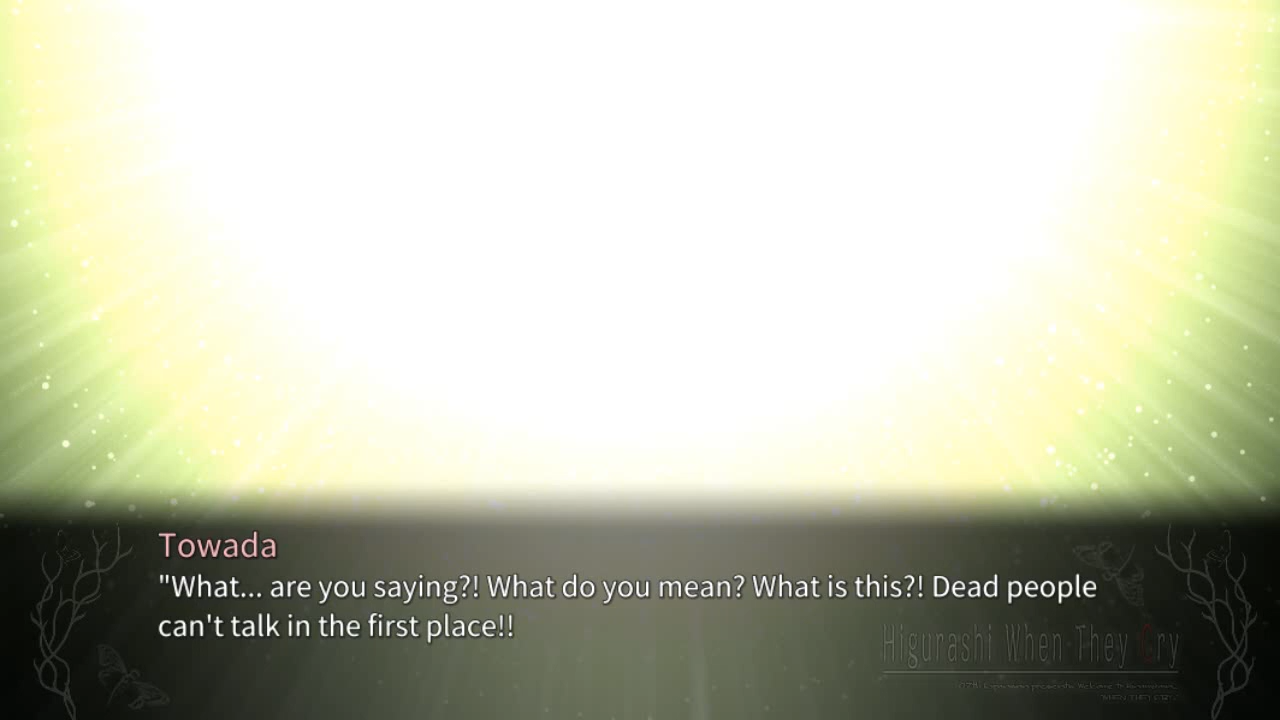 Towada
"What... are you saying?! What do you mean? What is this?! Dead people
can't talk in the first place!!
Higurashi When They Cry